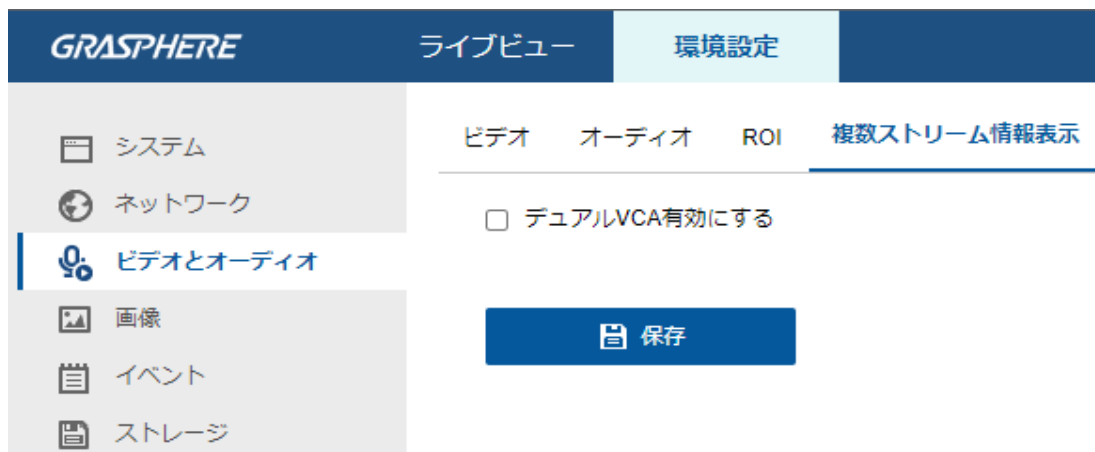 GRASPHERE ライブビュー 環境設定
システム
ネットワーク
ビデオとオーディオ
画像
イベント
ストレージ
ビデオ オーディオ ROI 複数ストリーム情報表示
デュアルVCA有効にする
保存